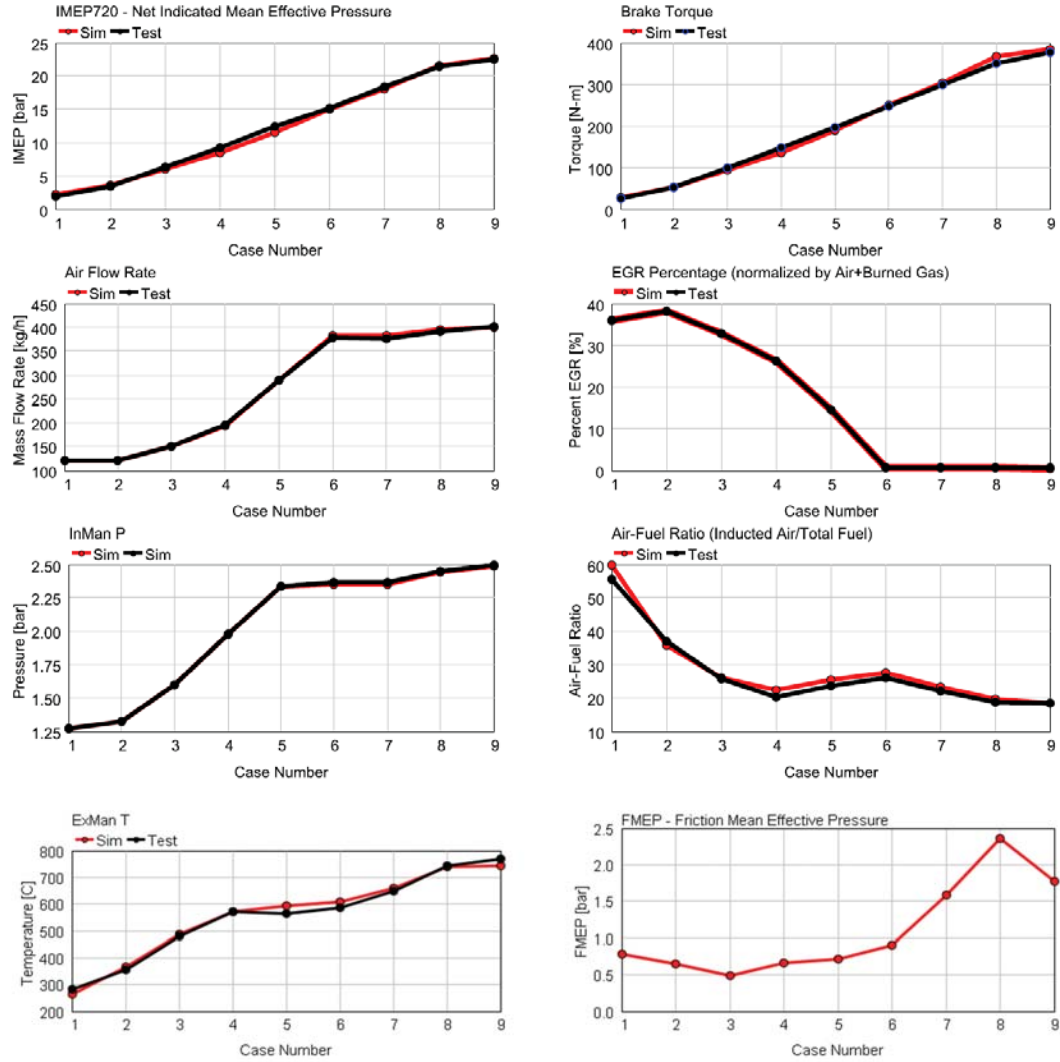 IMEP720 - Net Indicated Mean Effective Pressure
Sim Test
25
20
15
10
5
0
IMEP [bar]
1 2 3 4 5 6 7 8 9
Case Number
Brake Torque
Sim Test
400
300
200
100
0
Torque [N-m]
1 2 3 4 5 6 7 8 9
Case Number
Air Flow Rate
Sim Test
450
400
350
300
250
200
150
100
Mass Flow Rate [kg/h]
1 2 3 4 5 6 7 8 9
Case Number
EGR Percentage (normalized by Air+Burned Gas)
Sim Test
40
30
20
10
0
Percent EGR [%]
1 2 3 4 5 6 7 8 9
Case Number
InMan P
Sim Sim
2.50
2.25
2.00
1.75
1.50
1.25
Pressure [bar]
1 2 3 4 5 6 7 8 9
Case Number
Air-Fuel Ratio (Inducted Air/Total Fuel)
Sim Test
60
50
40
30
20
10
Air-Fuel Ratio
1 2 3 4 5 6 7 8 9
Case Number
ExMan T
Sim Test
800
700
600
500
400
300
200
Temperature [C]
1 2 3 4 5 6 7 8 9
Case Number
FMEP - Friction Mean Effective Pressure
2.5
2.0
1.5
1.0
0.5
0.0
FMEP [bar]
1 2 3 4 5 6 7 8 9
Case Number